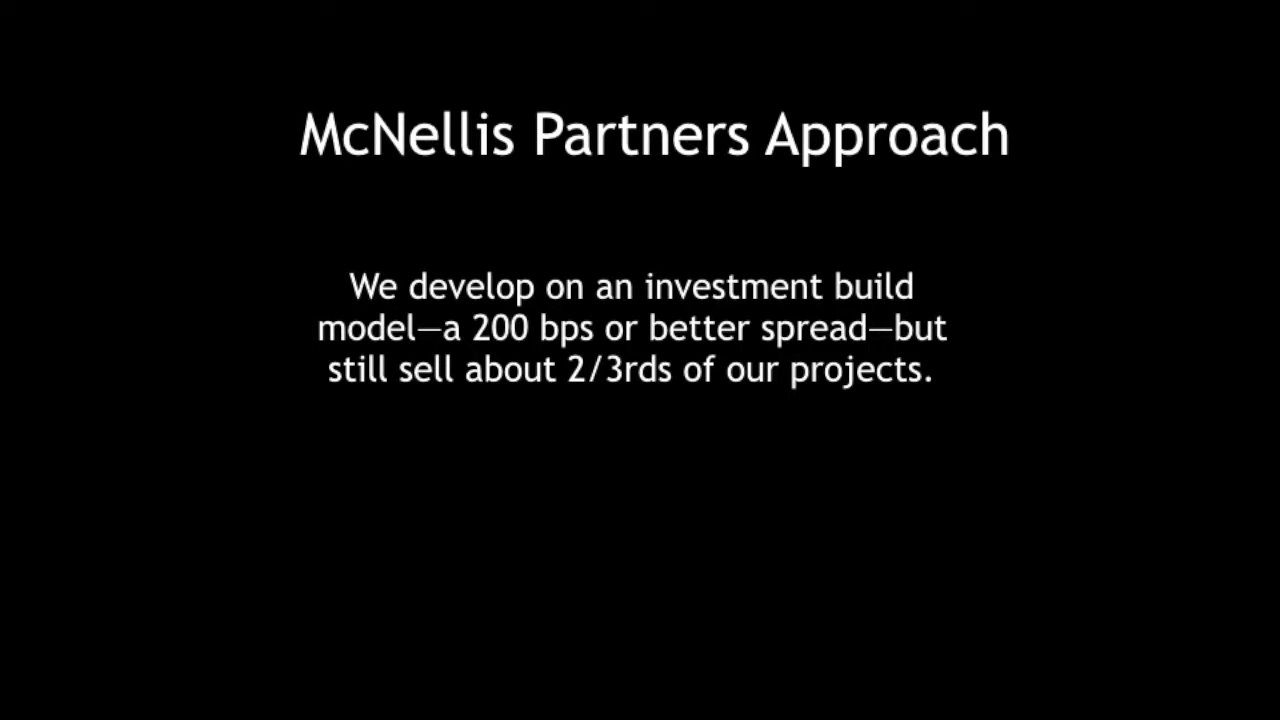 McNellis Partners Approach
We develop on an investment build
model—a 200 bps or better spread—but
still sell about 2/3rds of our projects.